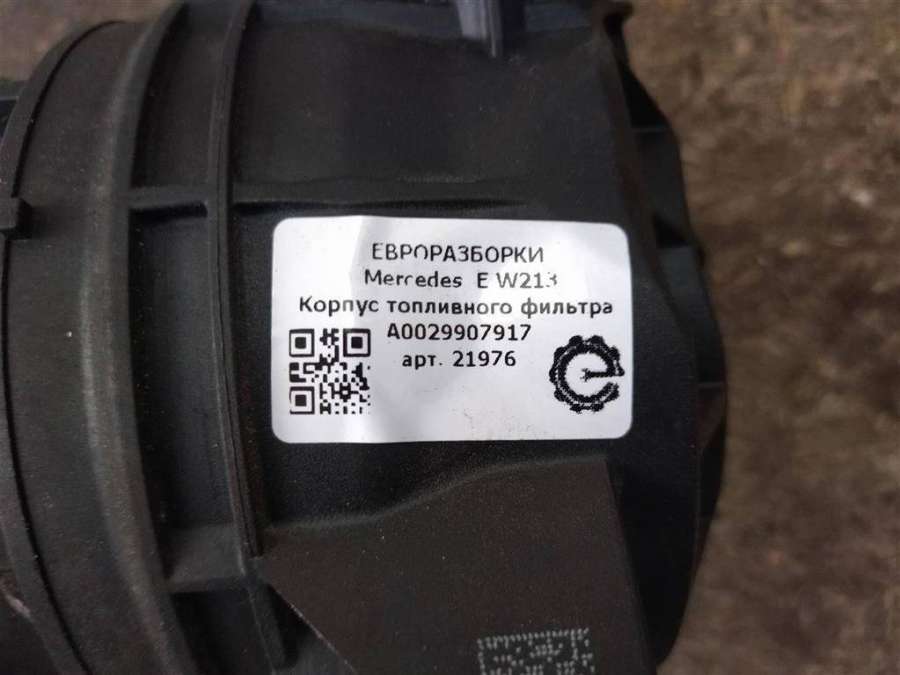 ЕВРОРАЗБОРКИ
Mercedes E W213
Корпус топливного фильтра
A0029907917
арт. 21976